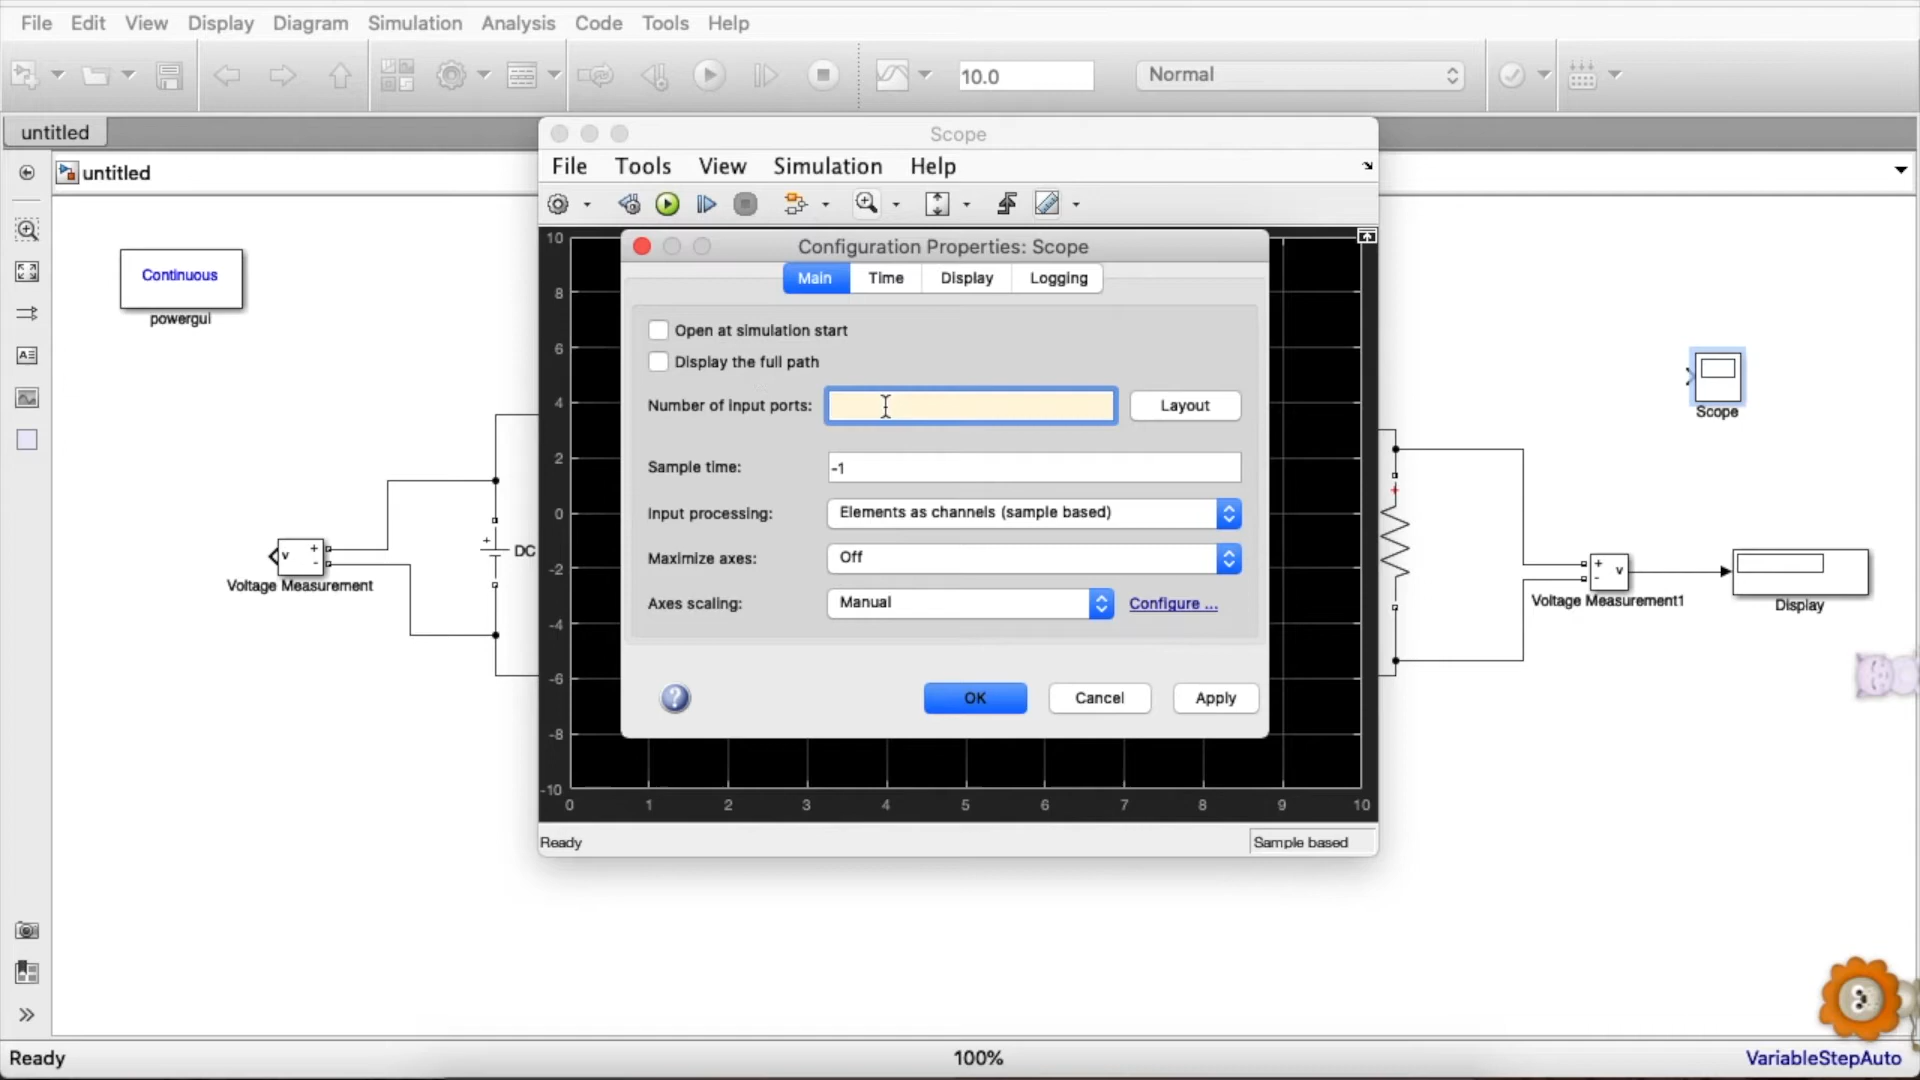 File Edit View Display Diagram Simulation Analysis Code Tools Help
10.0
Normal
untitled
untitled
Scope
File Tools View Simulation Help
Configuration Properties: Scope
Main Time Display Logging
Open at simulation start
Display the full path
Number of input ports:
Layout
Sample time:
-1
Input processing:
Elements as channels (sample based)
Maximize axes:
Off
Axes scaling:
Manual
Configure ...
?
OK
Cancel
Apply
10
8
6
4
2
0
-2
-4
-6
-8
-10
0 1 2 3 4 5 6 7 8 9 10
Ready
Sample based
Continuous
powergui
v + -
Voltage Measurement
+
DC
Scope
+
+ - v
Voltage Measurement1
Display
Ready
100%
VariableStepAuto